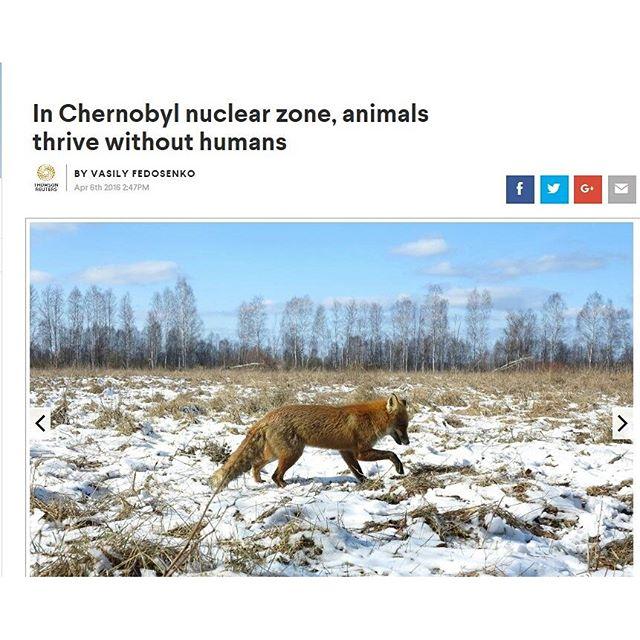 In Chernobyl nuclear zone, animals
thrive without humans
THOMSON
REUTERS
BY VASILY FEDOSENKO
Apr 6th 2016 2:47PM
f
G+